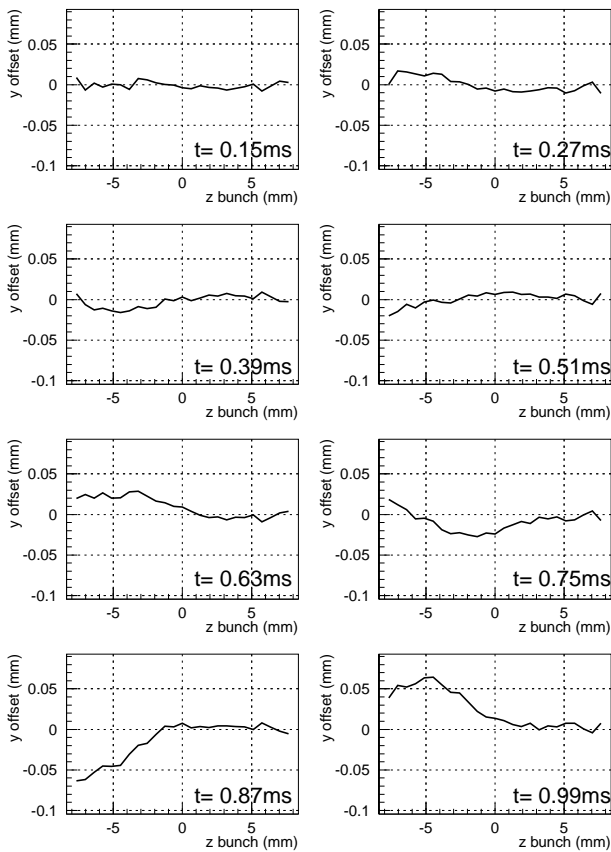 y offset (mm)
0.05
0
-0.05
-0.1
t= 0.15ms
-5
0
5
z bunch (mm)
y offset (mm)
0.05
0
-0.05
-0.1
t= 0.27ms
-5
0
5
z bunch (mm)
y offset (mm)
0.05
0
-0.05
-0.1
t= 0.39ms
-5
0
5
z bunch (mm)
y offset (mm)
0.05
0
-0.05
-0.1
t= 0.51ms
-5
0
5
z bunch (mm)
y offset (mm)
0.05
0
-0.05
-0.1
t= 0.63ms
-5
0
5
z bunch (mm)
y offset (mm)
0.05
0
-0.05
-0.1
t= 0.75ms
-5
0
5
z bunch (mm)
y offset (mm)
0.05
0
-0.05
-0.1
t= 0.87ms
-5
0
5
z bunch (mm)
y offset (mm)
0.05
0
-0.05
-0.1
t= 0.99ms
-5
0
5
z bunch (mm)